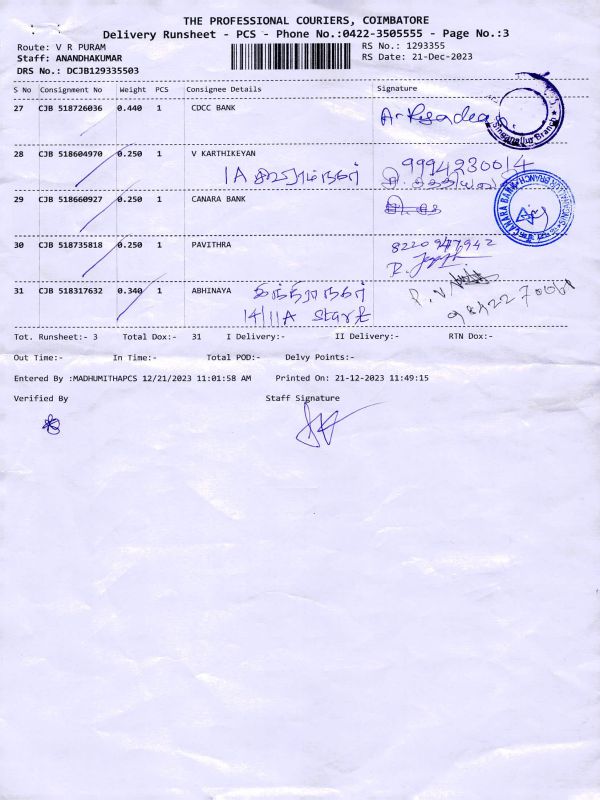 THE PROFESSIONAL COURIERS, COIMBATORE
Delivery Runsheet - PCS - Phone No.:0422-3505555 - Page No.:3
Route: V R PURAM
RS No.: 1293355
Staff: ANANDHAKUMAR
RS Date: 21-Dec-2023
DRS No.: DCJB129335503
S No Consignment No Weight PCS Consignee Details Signature
27 CJB 518726036 0.440 1 CDCC BANK
Singanallur Branch
28 CJB 518604970 0.250 1 V KARTHIKEYAN 9994930014
1A
29 CJB 518660927 0.250 1 CANARA BANK
CANARA BANK
30 CJB 518735818 0.250 1 PAVITHRA 8220947942
31 CJB 518317632 0.340 1 ABHINAYA
14/11A
Tot. Runsheet:- 3 Total Dox:- 31 I Delivery:- II Delivery:- RTN Dox:-
Out Time:- In Time:- Total POD:- Delvy Points:-
Entered By :MADHUMITHAPCS 12/21/2023 11:01:58 AM Printed On: 21-12-2023 11:49:15
Verified By Staff Signature